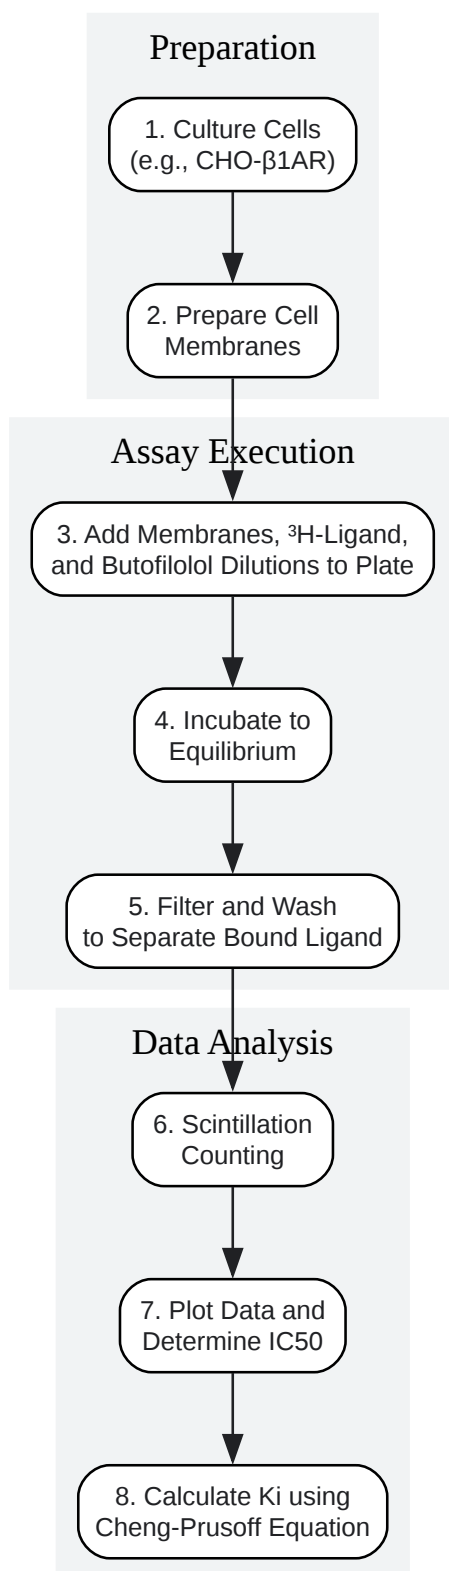 Preparation
1. Culture Cells
(e.g., CHO-β1AR)
2. Prepare Cell
Membranes
Assay Execution
3. Add Membranes, ³H-Ligand,
and Butofilolol Dilutions to Plate
4. Incubate to
Equilibrium
5. Filter and Wash
to Separate Bound Ligand
Data Analysis
6. Scintillation
Counting
7. Plot Data and
Determine IC50
8. Calculate Ki using
Cheng-Prusoff Equation